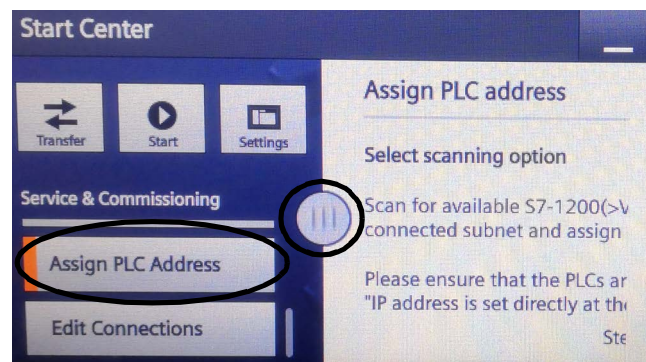 Start Center
Transfer
Start
Settings
Service & Commissioning
Assign PLC Address
Edit Connections
Assign PLC address
Select scanning option
Scan for available S7-1200(>V
connected subnet and assign
Please ensure that the PLCs ar
"IP address is set directly at the
Ste